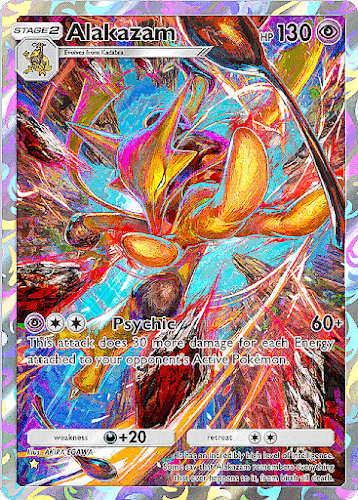 STAGE 2 Alakazam HP 130
Evolves from Kadabra
Psychic 60+
This attack does 30 more damage for each Energy
attached to your opponent's Active Pokémon.
weakness +20 retreat
Illus. AKIRA EGAWA
It has an incredibly high level of intelligence.
Some say that Alakazam remembers everything
that ever happens to it, from birth till death.